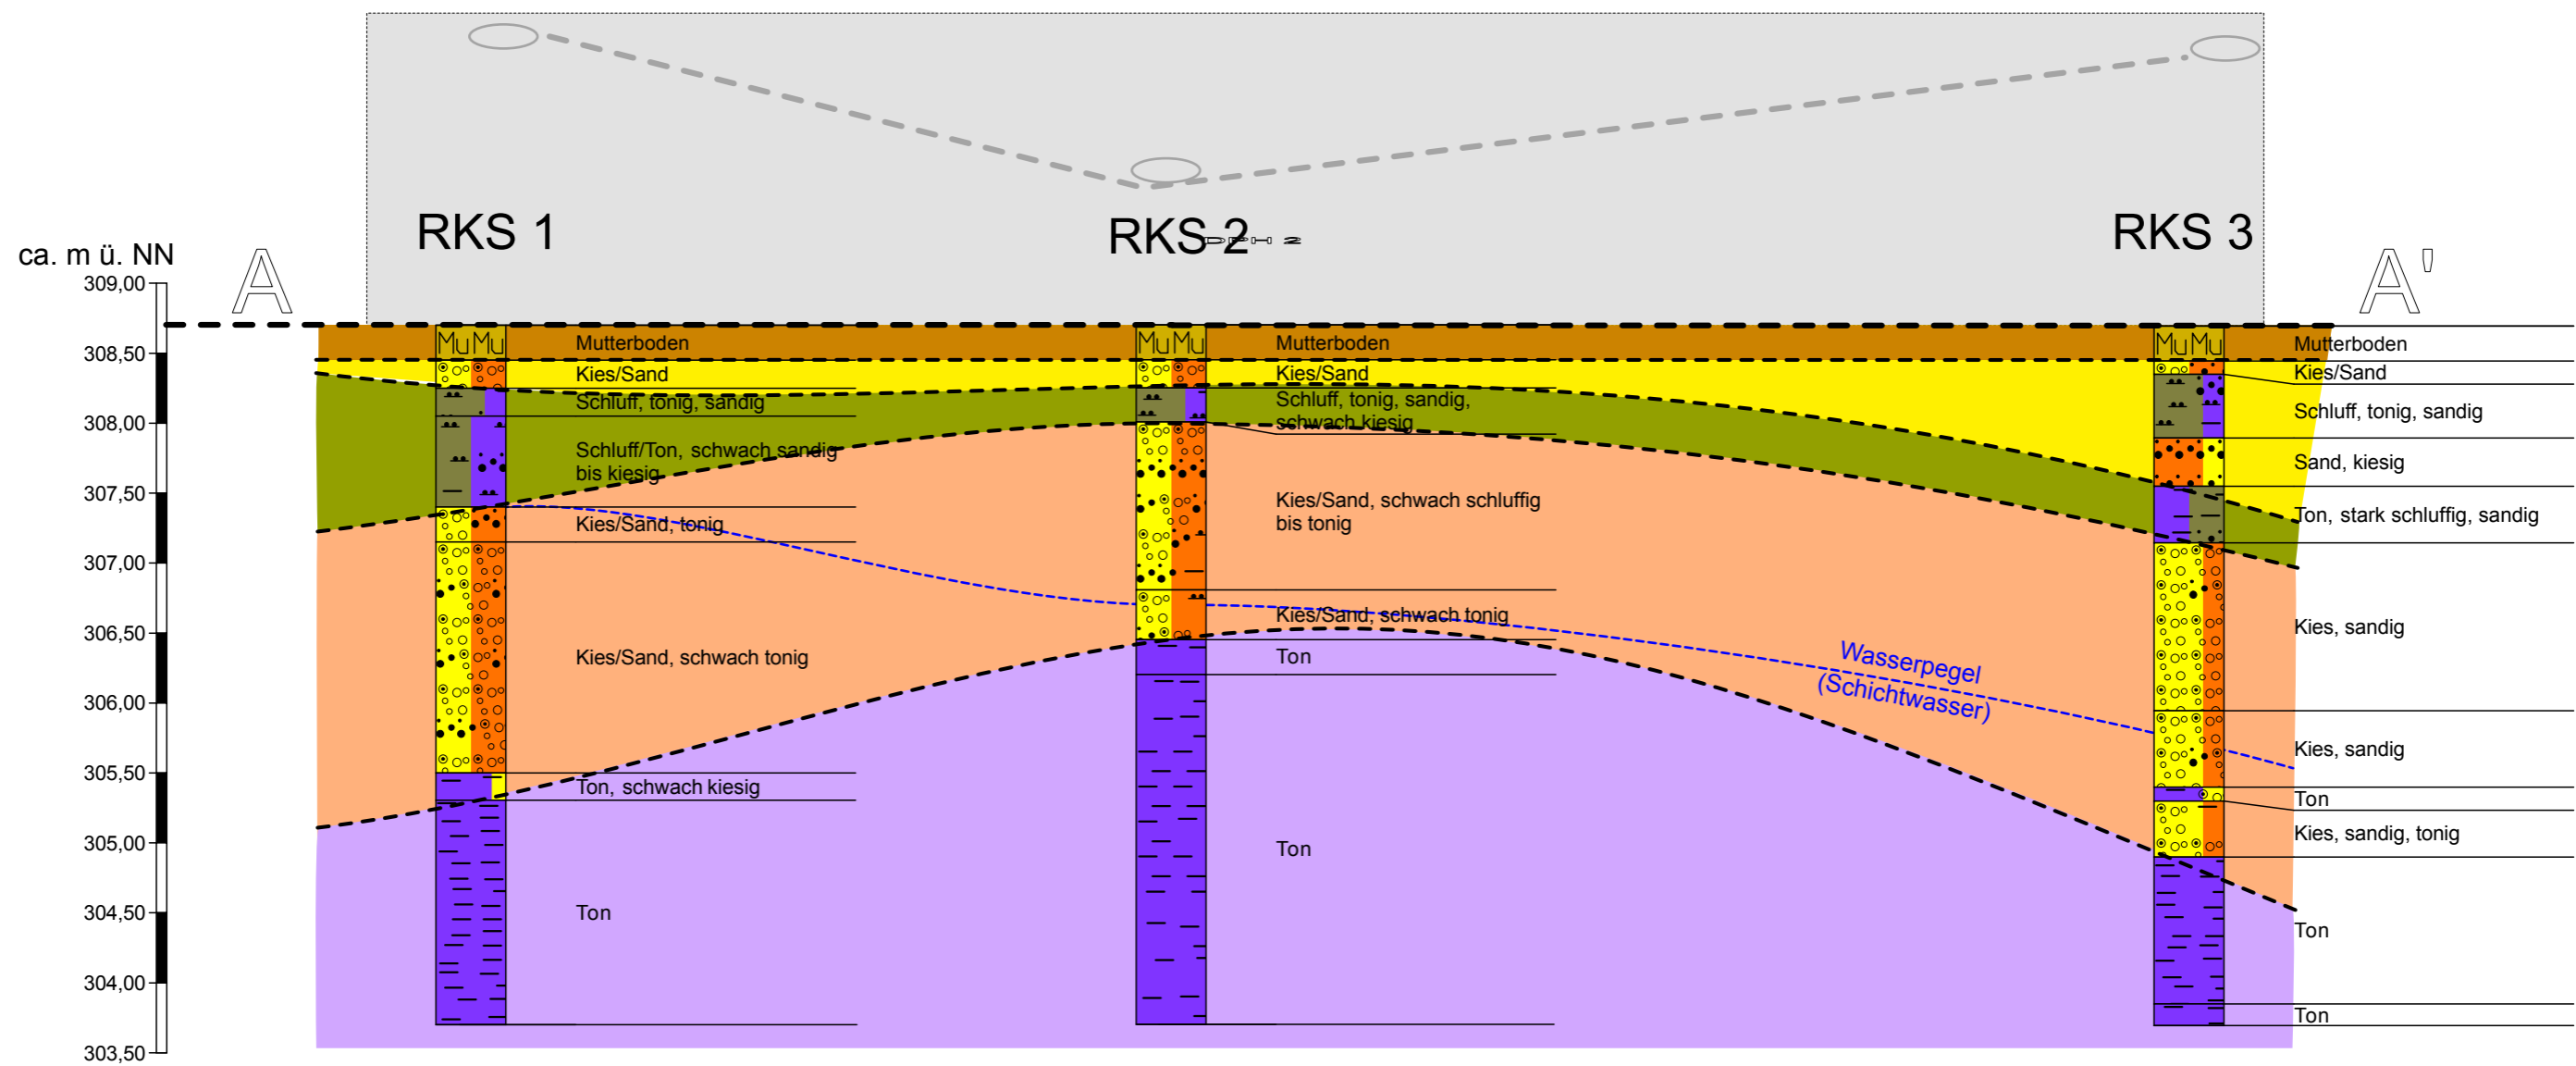 RKS 1
RKS 2
DPH 2
RKS 3
ca. m ü. NN
A
A'
309,00
308,50
308,00
307,50
307,00
306,50
306,00
305,50
305,00
304,50
304,00
303,50
Mu Mu
Mutterboden
Kies/Sand
Schluff, tonig, sandig
Schluff/Ton, schwach sandig
bis kiesig
Kies/Sand, tonig
Kies/Sand, schwach tonig
Ton, schwach kiesig
Ton
Mu Mu
Mutterboden
Kies/Sand
Schluff, tonig, sandig,
schwach kiesig
Kies/Sand, schwach schluffig
bis tonig
Kies/Sand, schwach tonig
Ton
Ton
Wasserpegel
(Schichtwasser)
Mu Mu
Mutterboden
Kies/Sand
Schluff, tonig, sandig
Sand, kiesig
Ton, stark schluffig, sandig
Kies, sandig
Kies, sandig
Ton
Kies, sandig, tonig
Ton
Ton